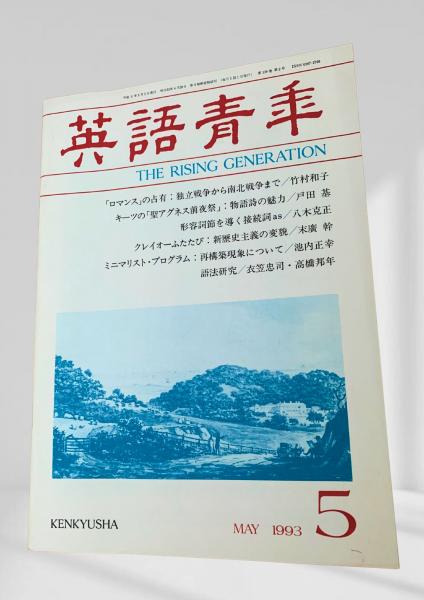 英語青年
THE RISING GENERATION
「ロマンス」の占有：独立戦争から南北戦争まで／竹村和子
キーツの「聖アグネス前夜祭」：物語詩の魅力／戸田 基
形容詞節を導く接続詞as／八木克正
クレイオーふたたび：新歴史主義の変貌／末廣 幹
ミニマリスト・プログラム：再構築現象について／池内正幸
語法研究／衣笠忠司・高橋邦年
KENKYUSHA
MAY 1993 5